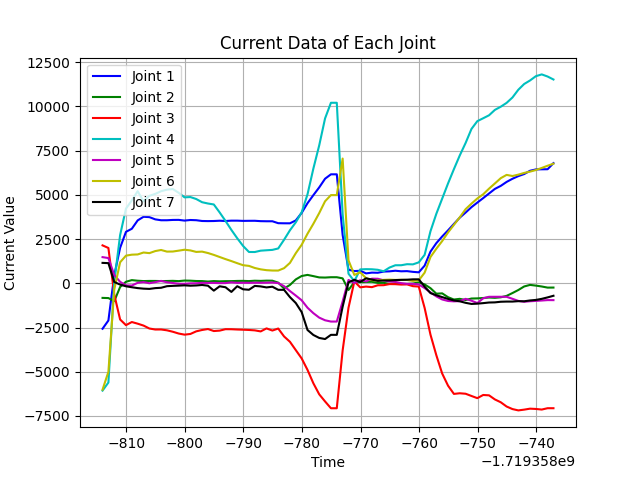 Current Data of Each Joint
12500
10000
7500
5000
2500
0
−2500
−5000
−7500
Current Value
Joint 1
Joint 2
Joint 3
Joint 4
Joint 5
Joint 6
Joint 7
−810 −800 −790 −780 −770 −760 −750 −740
Time
−1.719358e9